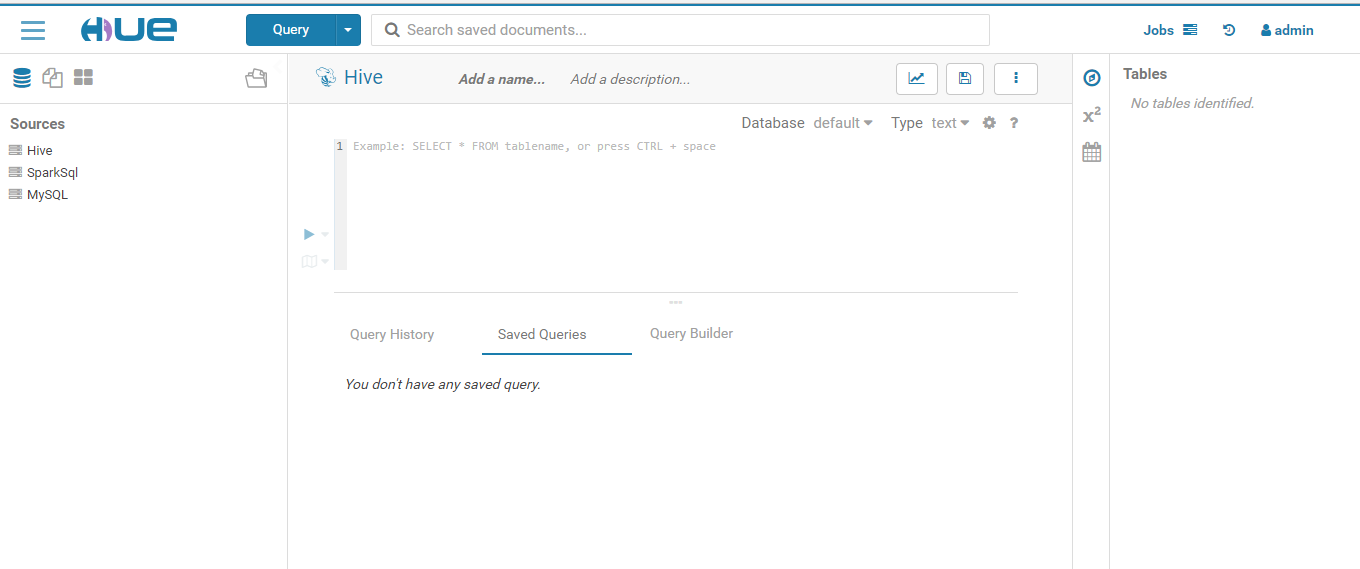 HUE
Query
Search saved documents...
Jobs
admin
Hive
Add a name...
Add a description...
Tables
No tables identified.
Sources
Hive
SparkSql
MySQL
Database default
Type text
?
1 Example: SELECT * FROM tablename, or press CTRL + space
x²
Query History
Saved Queries
Query Builder
You don't have any saved query.